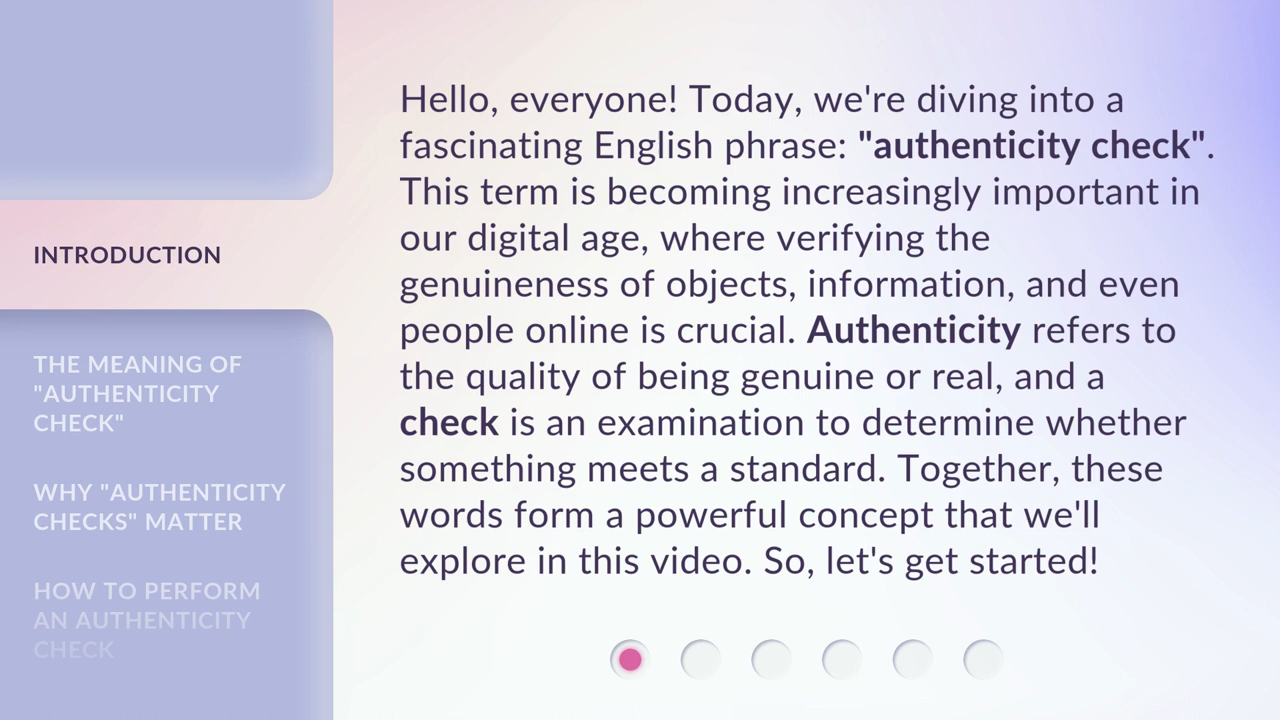 INTRODUCTION
THE MEANING OF
"AUTHENTICITY
CHECK"
WHY "AUTHENTICITY
CHECKS" MATTER
HOW TO PERFORM
AN AUTHENTICITY
CHECK
Hello, everyone! Today, we're diving into a
fascinating English phrase: "authenticity check".
This term is becoming increasingly important in
our digital age, where verifying the
genuineness of objects, information, and even
people online is crucial. Authenticity refers to
the quality of being genuine or real, and a
check is an examination to determine whether
something meets a standard. Together, these
words form a powerful concept that we'll
explore in this video. So, let's get started!